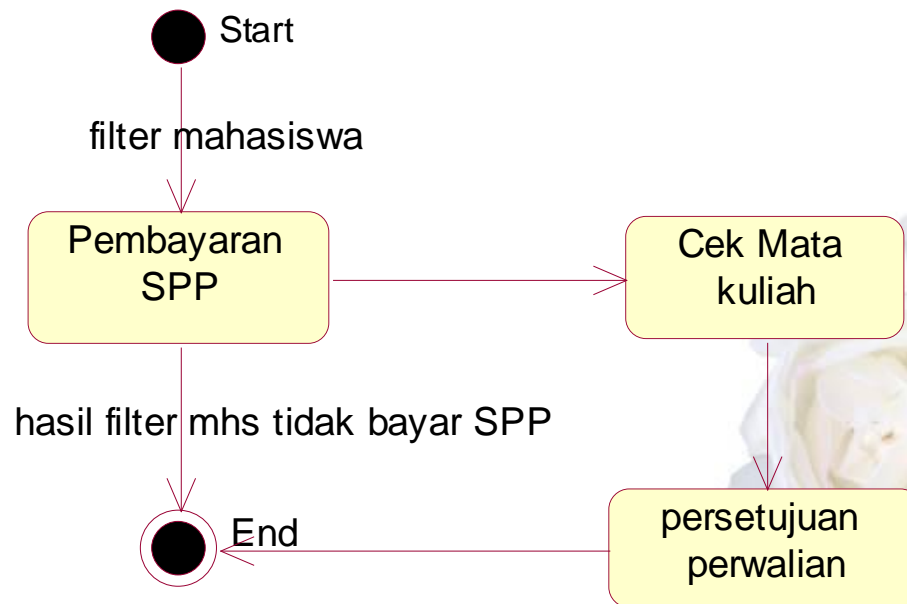 Start
filter mahasiswa
Pembayaran
SPP
Cek Mata
kuliah
hasil filter mhs tidak bayar SPP
End
persetujuan
perwalian